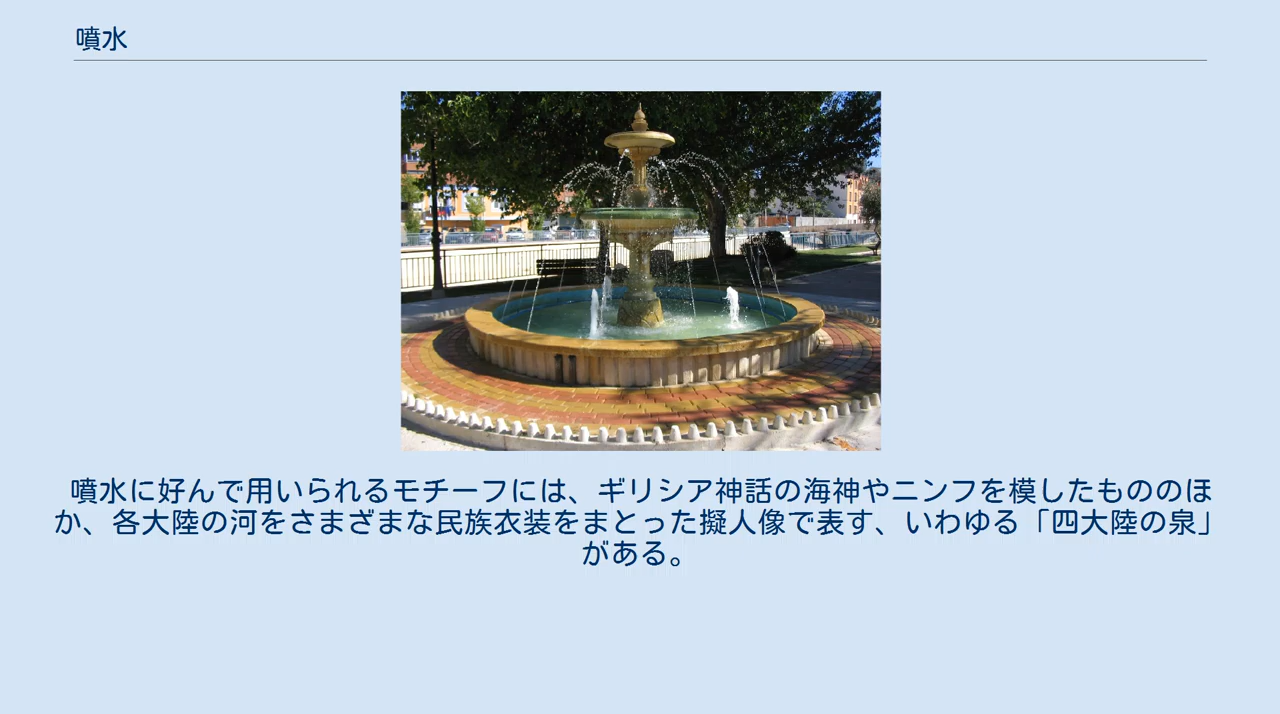 噴水
噴水に好んで用いられるモチーフには、ギリシア神話の海神やニンフを模したもののほ
か、各大陸の河をさまざまな民族衣装をまとった擬人像で表す、いわゆる「四大陸の泉」
がある。